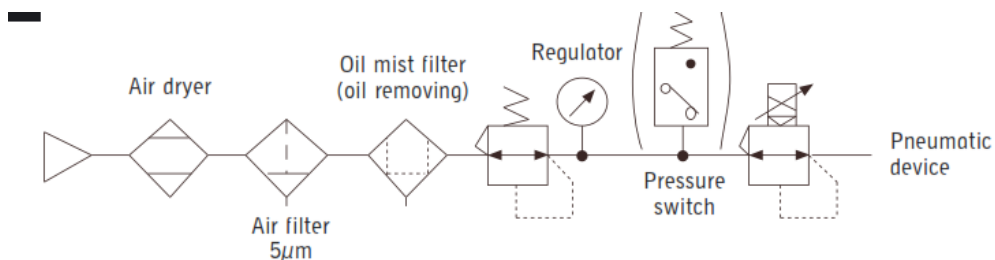 Air dryer
Oil mist filter
(oil removing)
Regulator
Pressure
switch
Pneumatic
device
Air filter
5μm